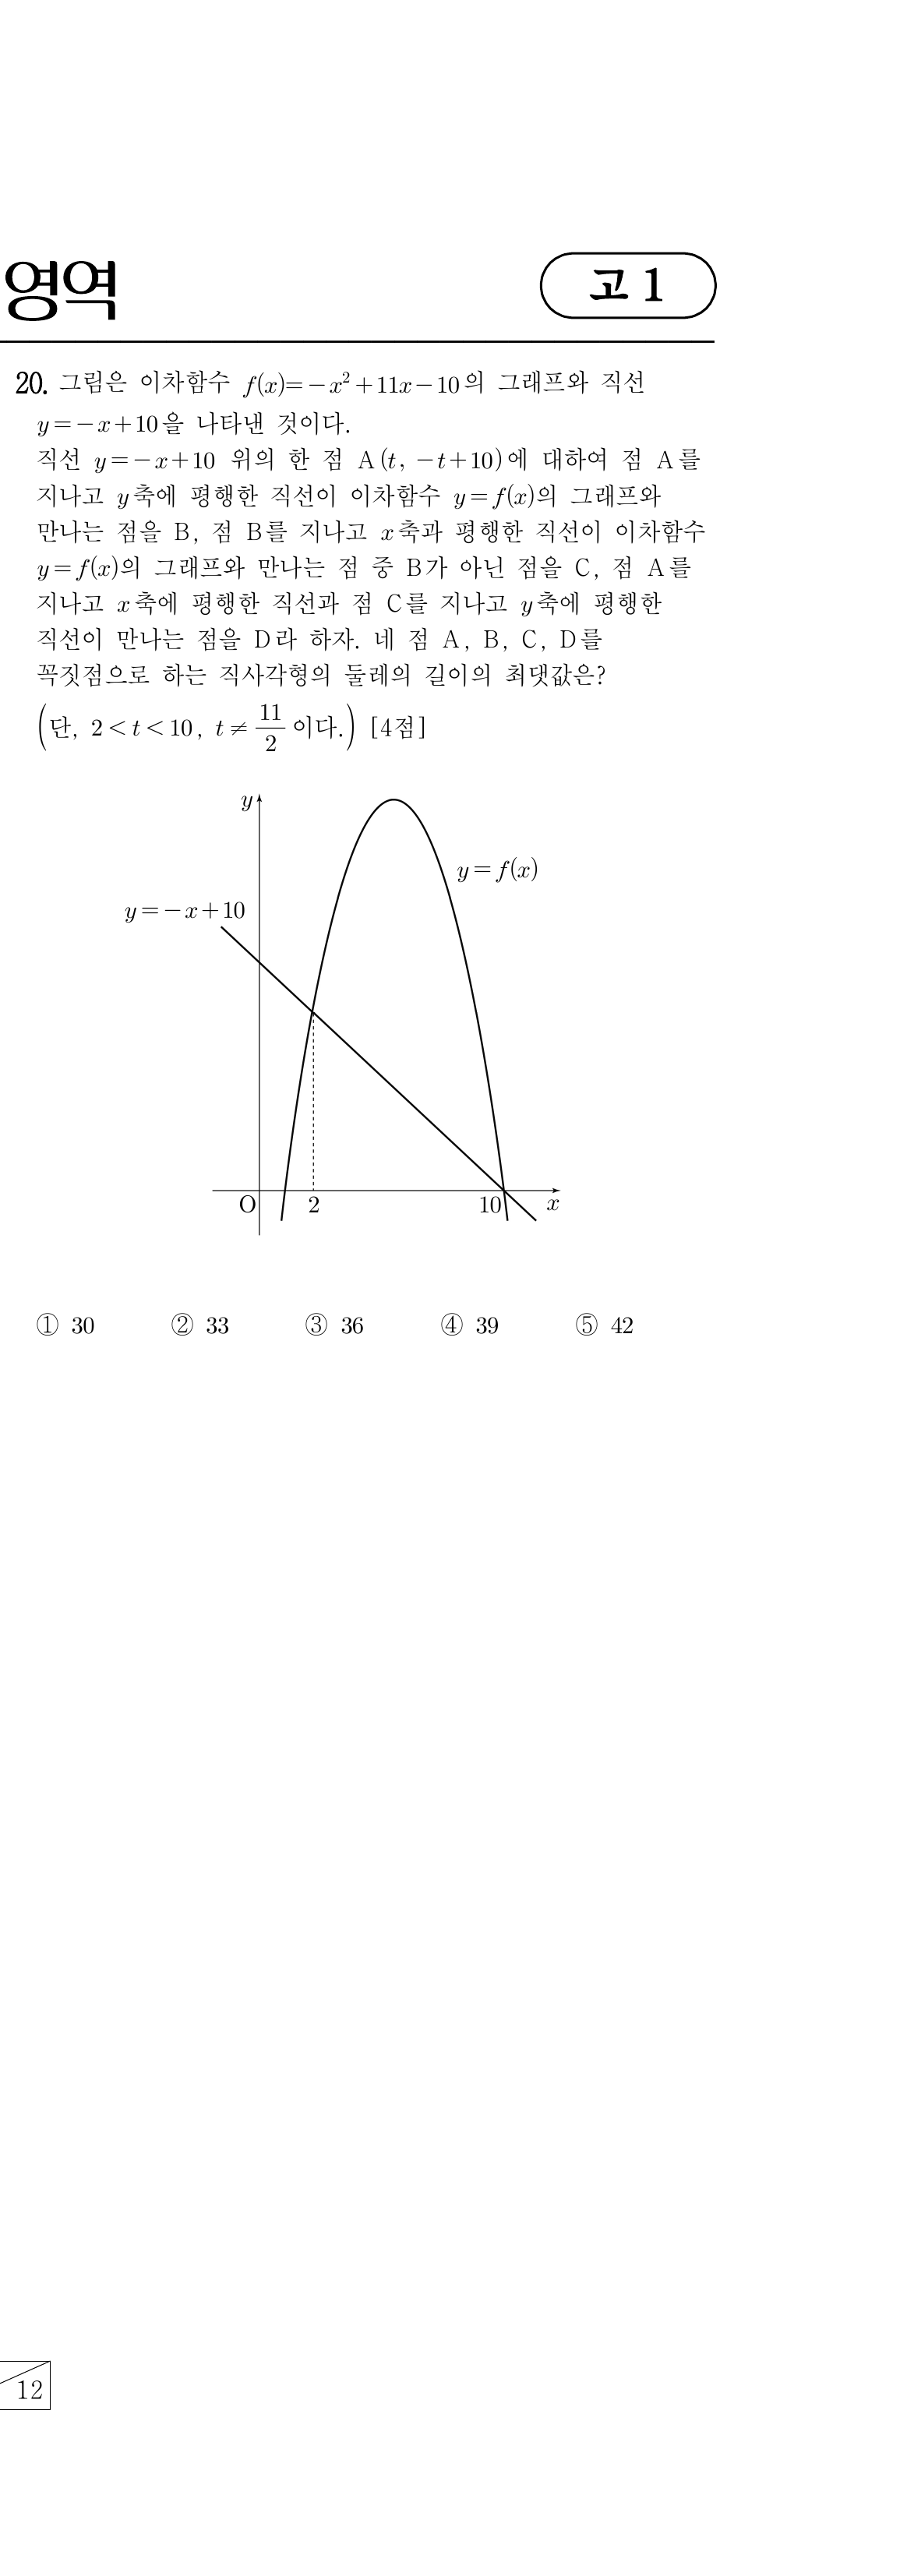 영역
고 1
20. 그림은 이차함수 f(x)=−x²+11x−10의 그래프와 직선
y=−x+10을 나타낸 것이다.
직선 y=−x+10 위의 한 점 A(t, −t+10)에 대하여 점 A를
지나고 y축에 평행한 직선이 이차함수 y=f(x)의 그래프와
만나는 점을 B, 점 B를 지나고 x축과 평행한 직선이 이차함수
y=f(x)의 그래프와 만나는 점 중 B가 아닌 점을 C, 점 A를
지나고 x축에 평행한 직선과 점 C를 지나고 y축에 평행한
직선이 만나는 점을 D라 하자. 네 점 A, B, C, D를
꼭짓점으로 하는 직사각형의 둘레의 길이의 최댓값은?
(단, 2<t<10, t≠11/2이다.) [4점]
y
y=f(x)
y=−x+10
O 2 10 x
① 30 ② 33 ③ 36 ④ 39 ⑤ 42
12